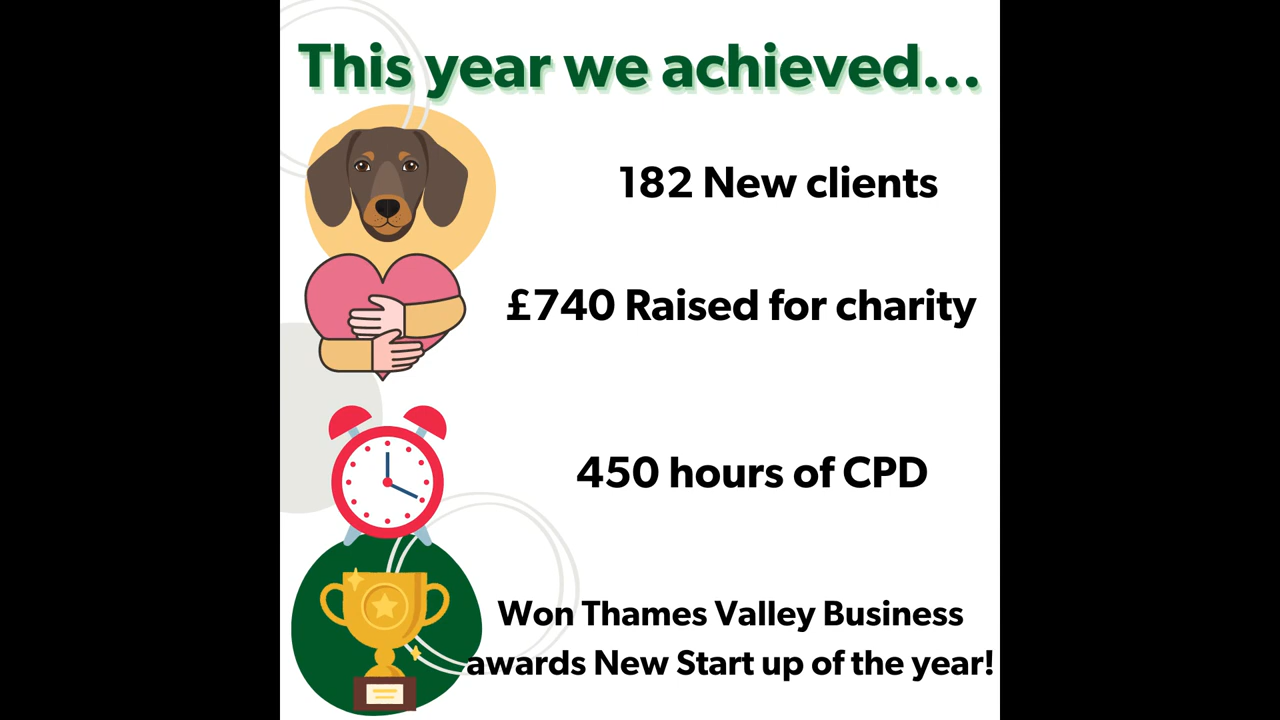 This year we achieved...
182 New clients
£740 Raised for charity
450 hours of CPD
Won Thames Valley Business
awards New Start up of the year!